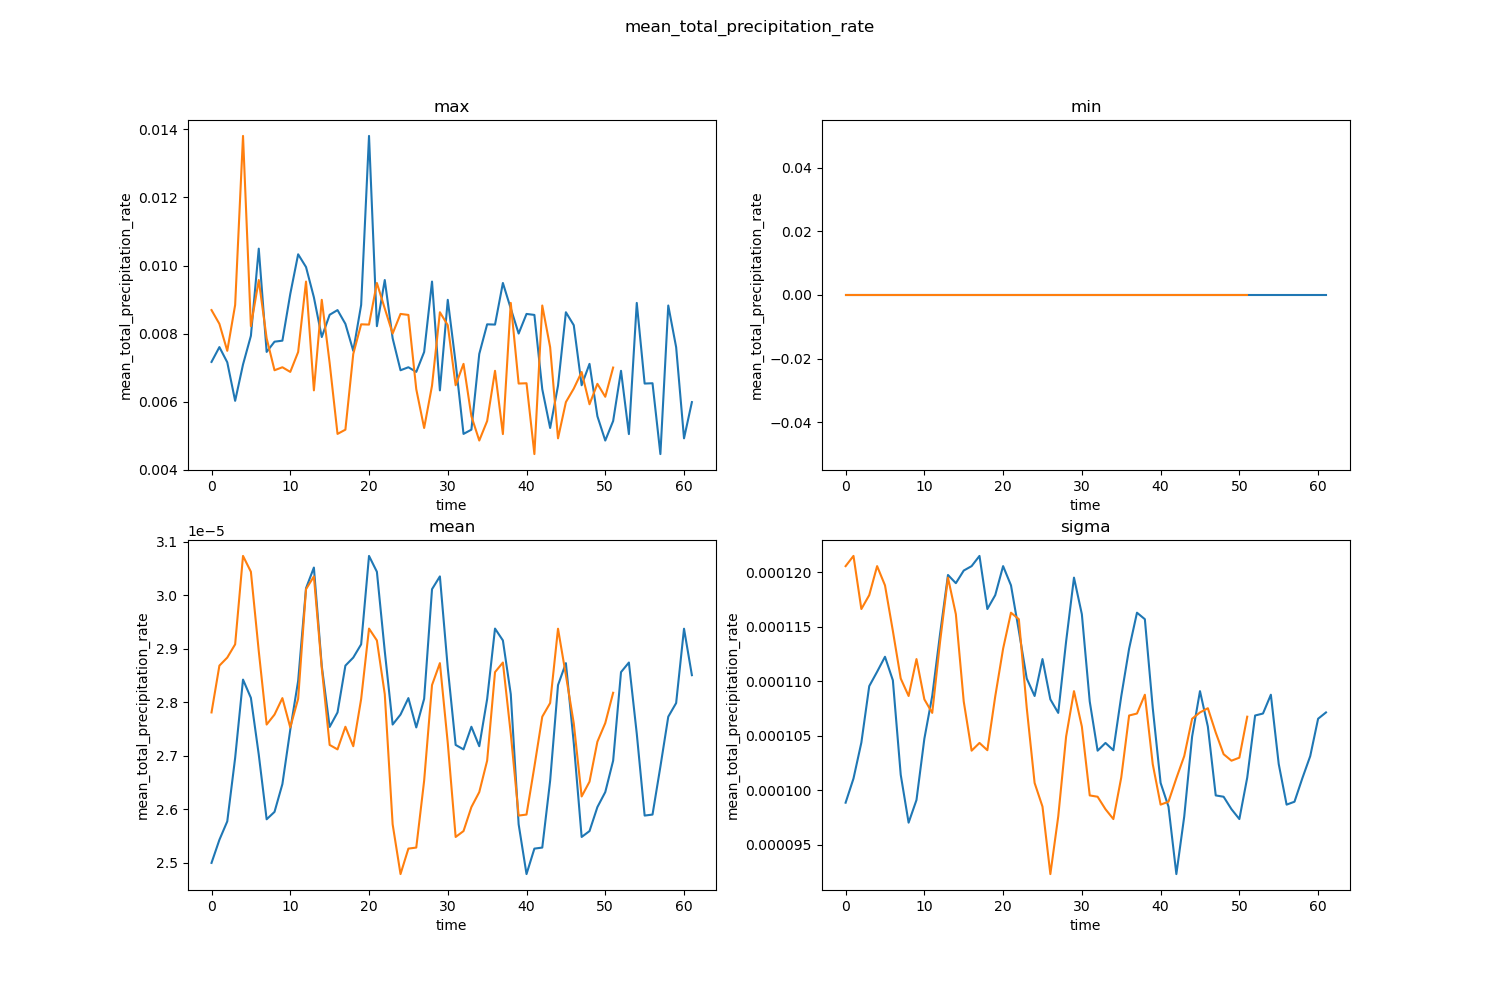 mean_total_precipitation_rate
max
mean_total_precipitation_rate
0.014
0.012
0.010
0.008
0.006
0.004
0 10 20 30 40 50 60
time
min
mean_total_precipitation_rate
0.04
0.02
0.00
−0.02
−0.04
0 10 20 30 40 50 60
time
mean
1e−5
mean_total_precipitation_rate
3.1
3.0
2.9
2.8
2.7
2.6
2.5
0 10 20 30 40 50 60
time
sigma
mean_total_precipitation_rate
0.000120
0.000115
0.000110
0.000105
0.000100
0.000095
0 10 20 30 40 50 60
time